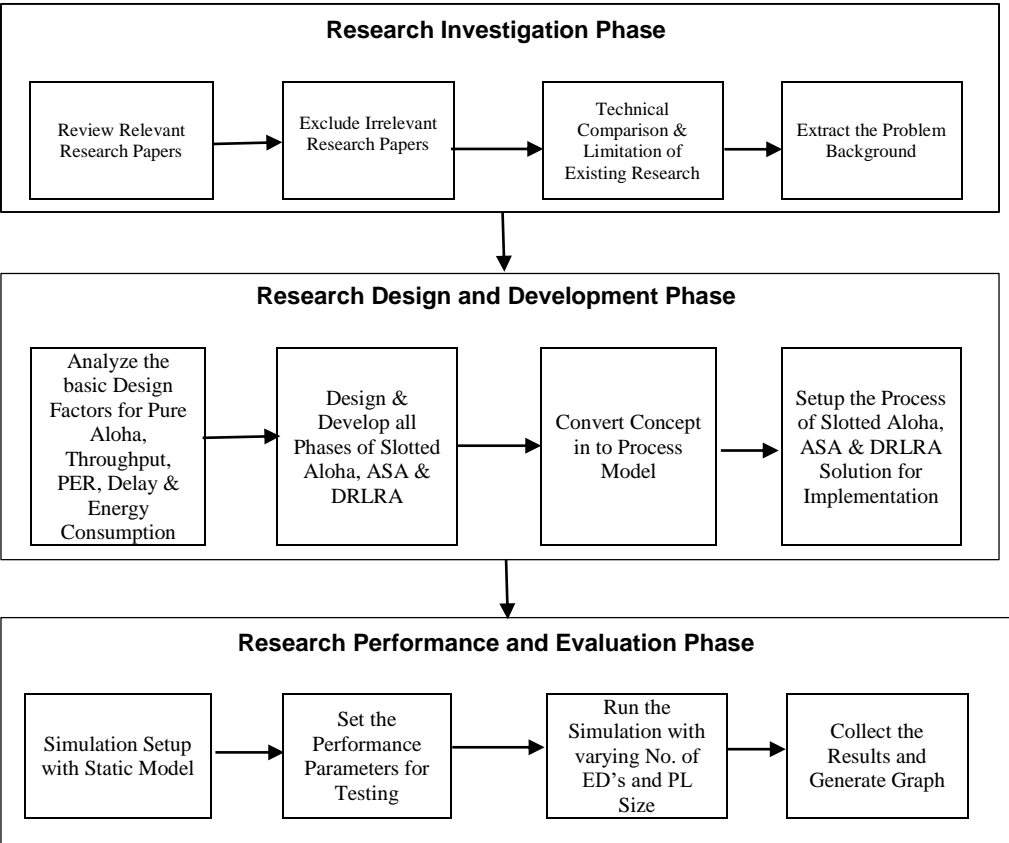 Research Investigation Phase
Review Relevant
Research Papers
Exclude Irrelevant
Research Papers
Technical
Comparison &
Limitation of
Existing Research
Extract the Problem
Background
Research Design and Development Phase
Analyze the
basic Design
Factors for Pure
Aloha,
Throughput,
PER, Delay &
Energy
Consumption
Design &
Develop all
Phases of Slotted
Aloha, ASA &
DRLRA
Convert Concept
in to Process
Model
Setup the Process
of Slotted Aloha,
ASA & DRLRA
Solution for
Implementation
Research Performance and Evaluation Phase
Simulation Setup
with Static Model
Set the
Performance
Parameters for
Testing
Run the
Simulation with
varying No. of
ED’s and PL
Size
Collect the
Results and
Generate Graph